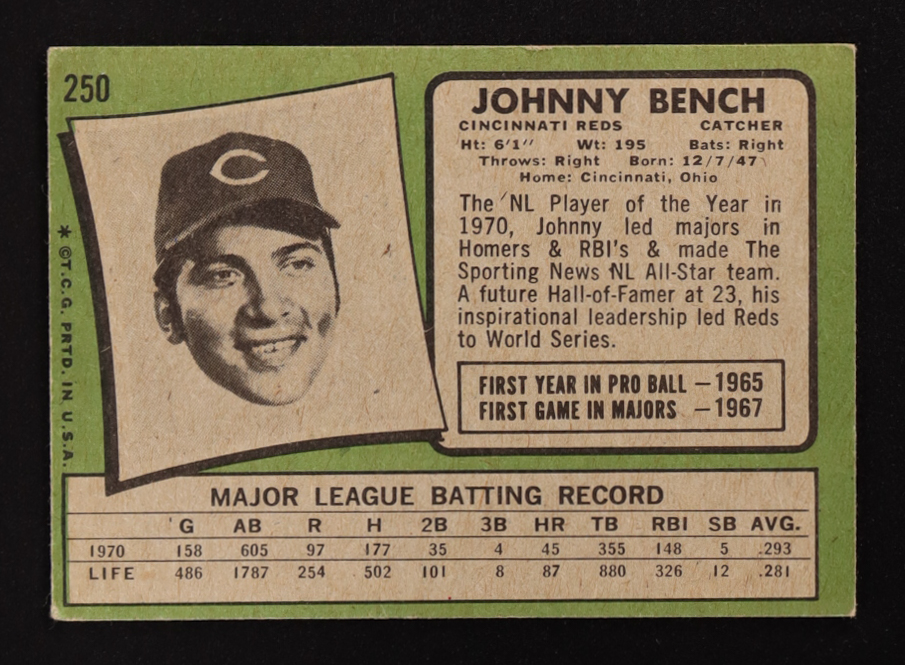 250
C
JOHNNY BENCH
CINCINNATI REDS CATCHER
Ht: 6'1" Wt: 195 Bats: Right
Throws: Right Born: 12/7/47
Home: Cincinnati, Ohio
The NL Player of the Year in
1970, Johnny led majors in
Homers & RBI's & made The
Sporting News NL All-Star team.
A future Hall-of-Famer at 23, his
inspirational leadership led Reds
to World Series.
FIRST YEAR IN PRO BALL – 1965
FIRST GAME IN MAJORS – 1967
* ©T.C.G. PRTD. IN U.S.A.
MAJOR LEAGUE BATTING RECORD
G AB R H 2B 3B HR TB RBI SB AVG.
1970 158 605 97 177 35 4 45 355 148 5 .293
LIFE 486 1787 254 502 101 8 87 880 326 12 .281